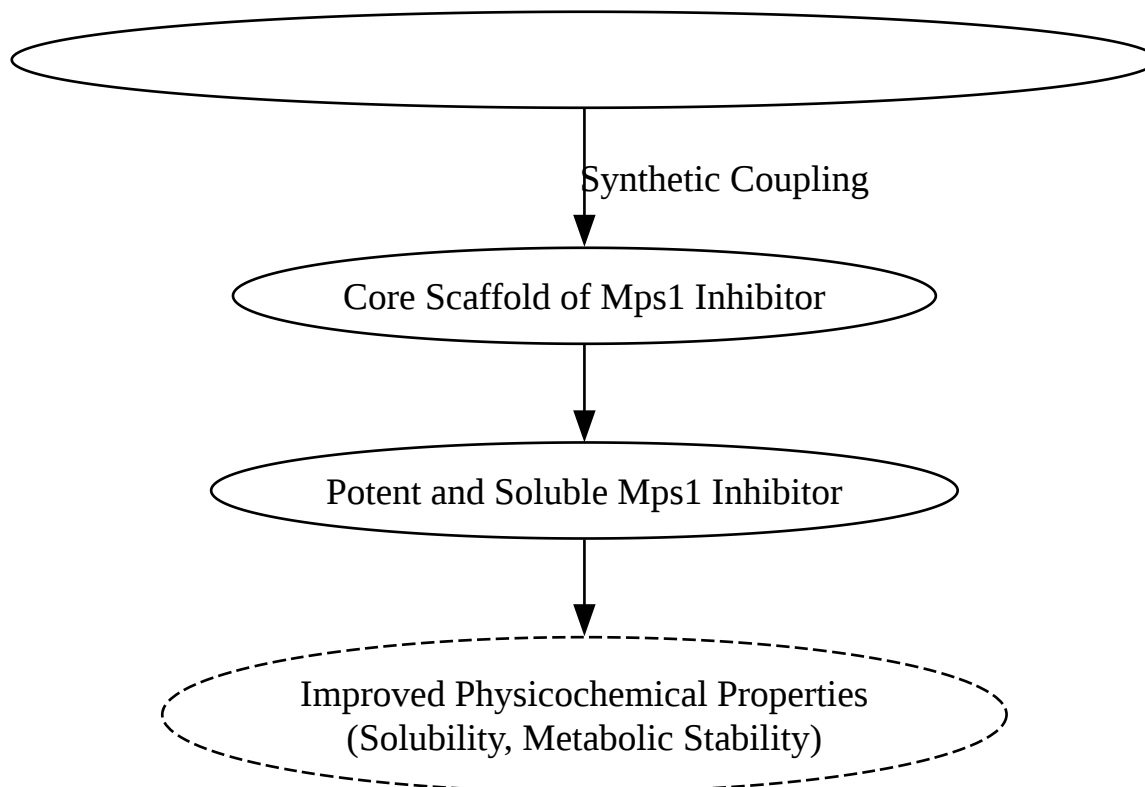 Synthetic Coupling
Core Scaffold of Mps1 Inhibitor
Potent and Soluble Mps1 Inhibitor
Improved Physicochemical Properties
(Solubility, Metabolic Stability)